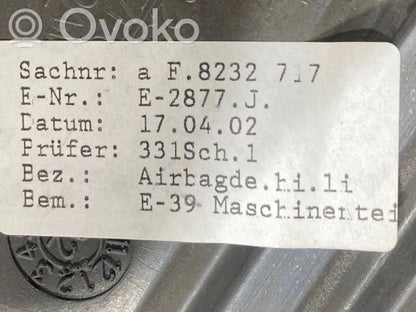 Ovoko
Sachnr: a F.8232 717
E-Nr.: E-2877.J.
Datum: 17.04.02
Prüfer: 331Sch.1
Bez.: Airbagde.hi.li
Bem.: E-39 Maschinentei